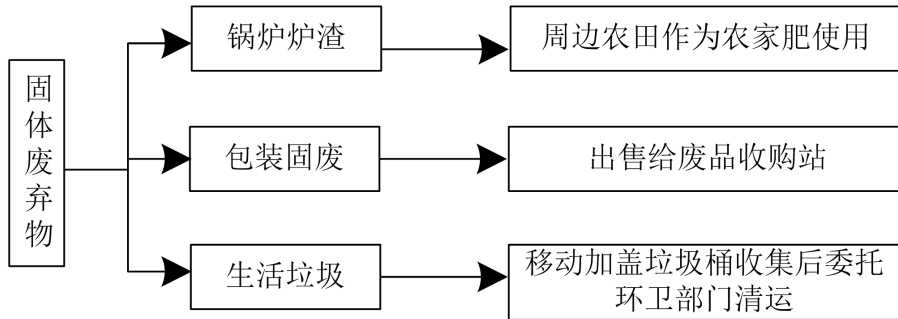 固体废弃物
锅炉炉渣
周边农田作为农家肥使用
包装固废
出售给废品收购站
生活垃圾
移动加盖垃圾桶收集后委托
环卫部门清运